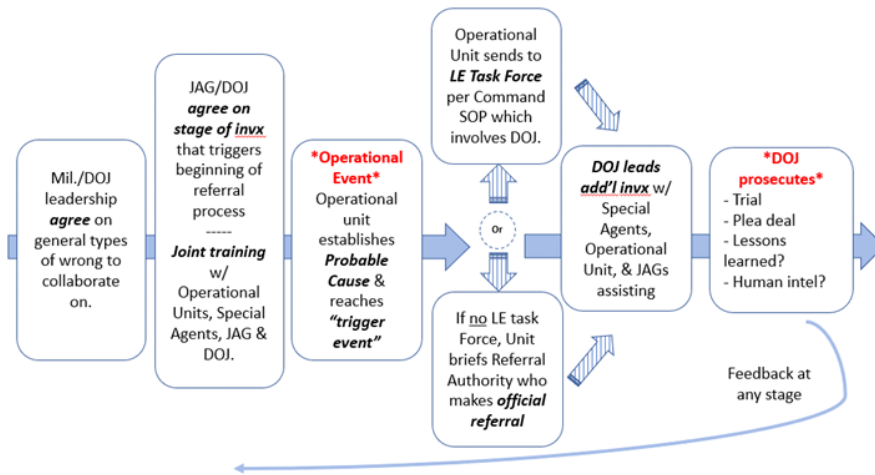 Mil./DOJ
leadership
agree on
general types
of wrong to
collaborate
on.
JAG/DOJ
agree on
stage of invx
that triggers
beginning of
referral
process
-----
Joint training
w/
Operational
Units, Special
Agents, JAG &
DOJ.
*Operational
Event*
Operational
unit
establishes
Probable
Cause &
reaches
“trigger
event”
Operational
Unit sends to
LE Task Force
per Command
SOP which
involves DOJ.
Or
If no LE task
Force, Unit
briefs Referral
Authority who
makes official
referral
DOJ leads
add’l invx w/
Special
Agents,
Operational
Unit, & JAGs
assisting
*DOJ
prosecutes*
- Trial
- Plea deal
- Lessons
learned?
- Human intel?
Feedback at
any stage